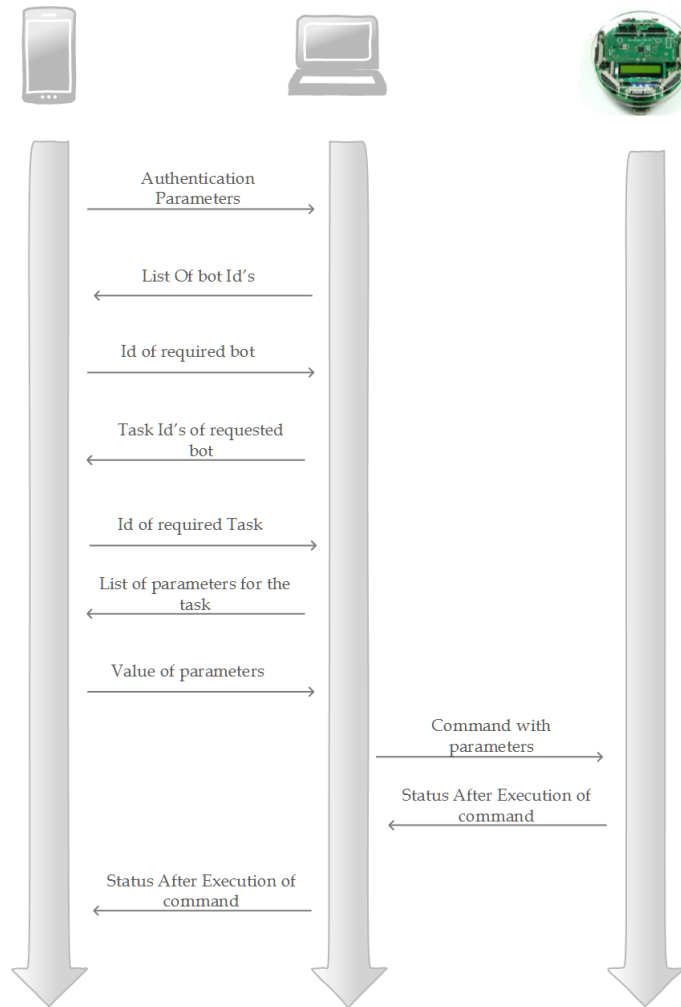 Authentication
Parameters
List Of bot Id's
Id of required bot
Task Id's of requested
bot
Id of required Task
List of parameters for the
task
Value of parameters
Command with
parameters
Status After Execution of
command
Status After Execution of
command